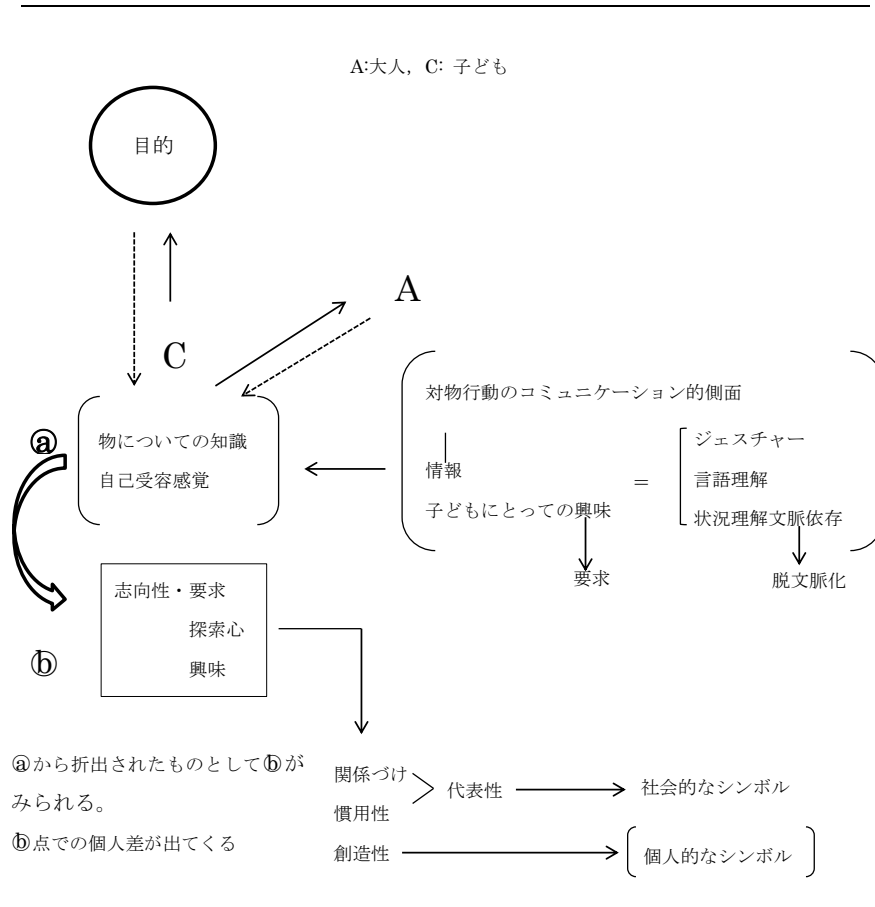 A:大人，C: 子ども
目的
A
C
対物行動のコミュニケーション的側面
情報
子どもにとっての興味
＝
ジェスチャー
言語理解
状況理解文脈依存
要求
脱文脈化
ⓐ
物についての知識
自己受容感覚
志向性・要求
探索心
興味
ⓑ
ⓐから折出されたものとしてⓑが
みられる。
ⓑ点での個人差が出てくる
関係づけ
慣用性
代表性
社会的なシンボル
創造性
個人的なシンボル